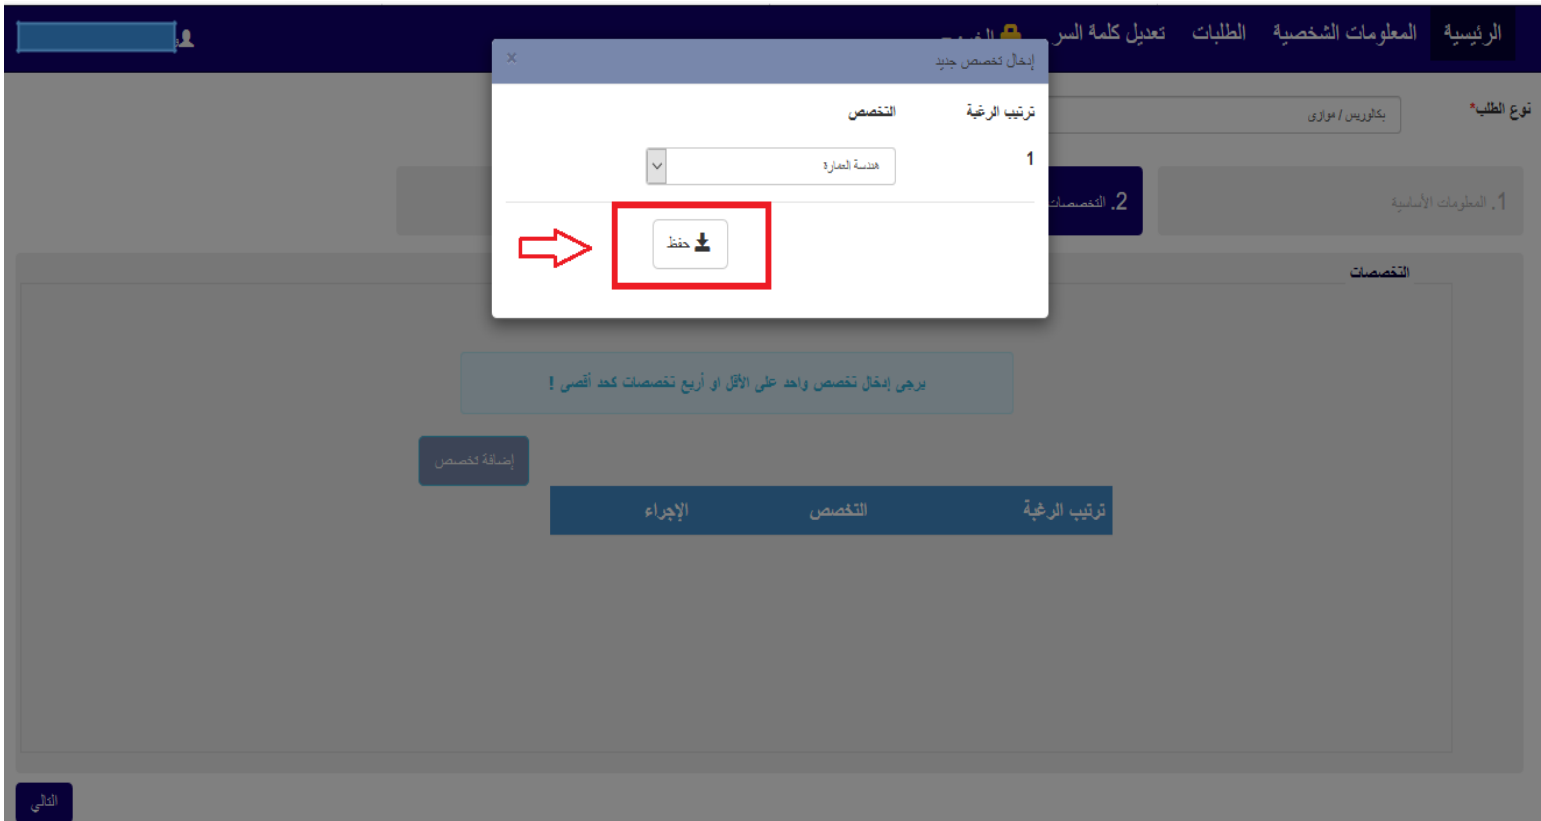 الرئيسية المعلومات الشخصية الطلبات تعديل كلمة السر
إدخال تخصص جديد ×
نوع الطلب* بكالوريس / موازى
ترتيب الرغبة التخصص
1 هندسة العمارة
1. المعلومات الأساسية 2. التخصصات
حفظ
التخصصات
يرجى إدخال تخصص واحد على الأقل او أربع تخصصات كحد أقصى !
إضافة تخصص
ترتيب الرغبة التخصص الإجراء
التالي